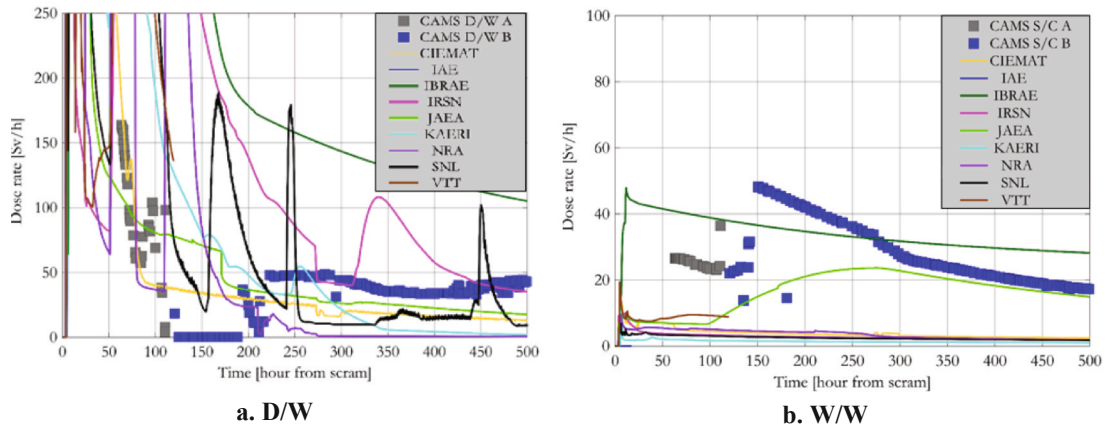 250
200
150
100
50
0
Dose rate [Sv/h]
0 50 100 150 200 250 300 350 400 450 500
Time [hour from scram]
CAMS D/W A
CAMS D/W B
CIEMAT
IAE
IBRAE
IRSN
JAEA
KAERI
NRA
SNL
VTT
a. D/W
100
80
60
40
20
0
Dose rate [Sv/h]
0 50 100 150 200 250 300 350 400 450 500
Time [hour from scram]
CAMS S/C A
CAMS S/C B
CIEMAT
IAE
IBRAE
IRSN
JAEA
KAERI
NRA
SNL
VTT
b. W/W